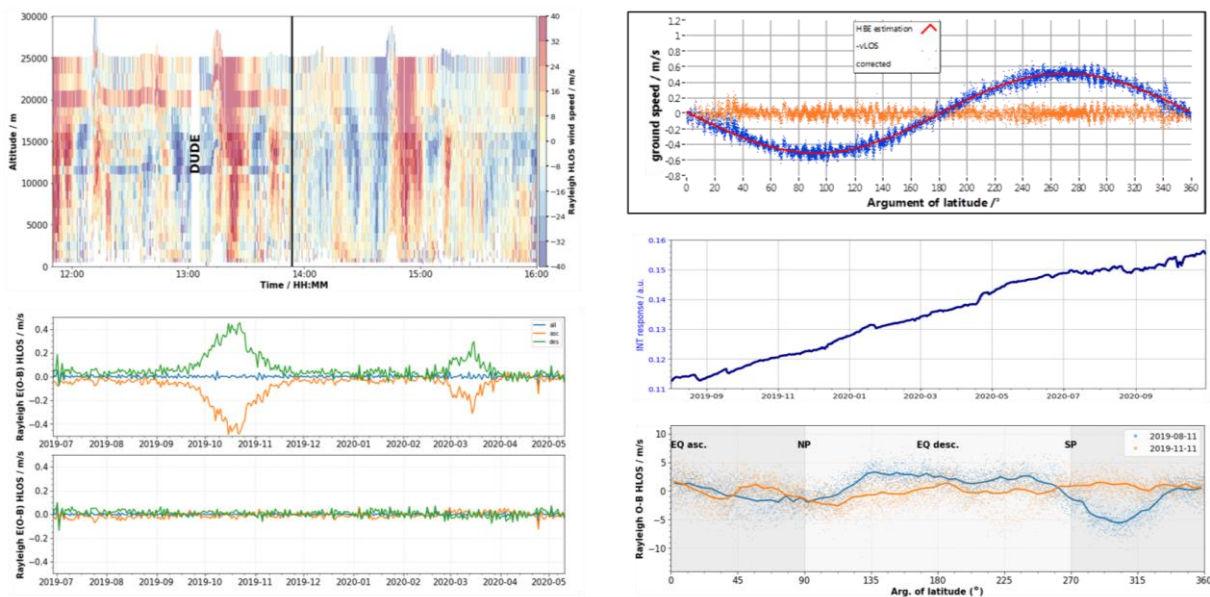 30000
25000
20000
15000
10000
5000
0
Altitude / m
DUDE
12:00 13:00 14:00 15:00 16:00
Time / HH:MM
40
32
24
16
8
0
−8
−16
−24
−32
−40
Rayleigh HLOS wind speed / m/s
1.2
1
0.8
0.6
0.4
0.2
0
-0.2
-0.4
-0.6
-0.8
ground speed / m/s
HBE estimation
-vLOS
corrected
0 20 40 60 80 100 120 140 160 180 200 220 240 260 280 300 320 340 360
Argument of latitude /°
0.4
0.2
0.0
−0.2
−0.4
Rayleigh E(O-B) HLOS / m/s
all
asc
des
2019-07 2019-08 2019-09 2019-10 2019-11 2019-12 2020-01 2020-02 2020-03 2020-04 2020-05
0.4
0.2
0.0
−0.2
−0.4
Rayleigh E(O-B) HLOS / m/s
2019-07 2019-08 2019-09 2019-10 2019-11 2019-12 2020-01 2020-02 2020-03 2020-04 2020-05
0.16
0.15
0.14
0.13
0.12
0.11
INT response / a.u.
2019-09 2019-11 2020-01 2020-03 2020-05 2020-07 2020-09
10
5
0
−5
−10
Rayleigh O-B HLOS / m/s
EQ asc. NP EQ desc. SP
2019-08-11
2019-11-11
0 45 90 135 180 225 270 315 360
Arg. of latitude (°)